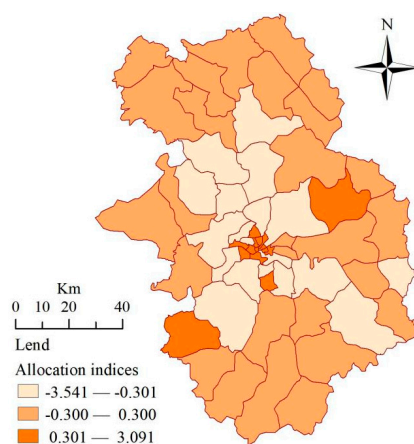 N
Km
0 20 40
Lend
Allocation indices
-3.541 — -0.301
-0.300 — 0.300
0.301 — 3.091